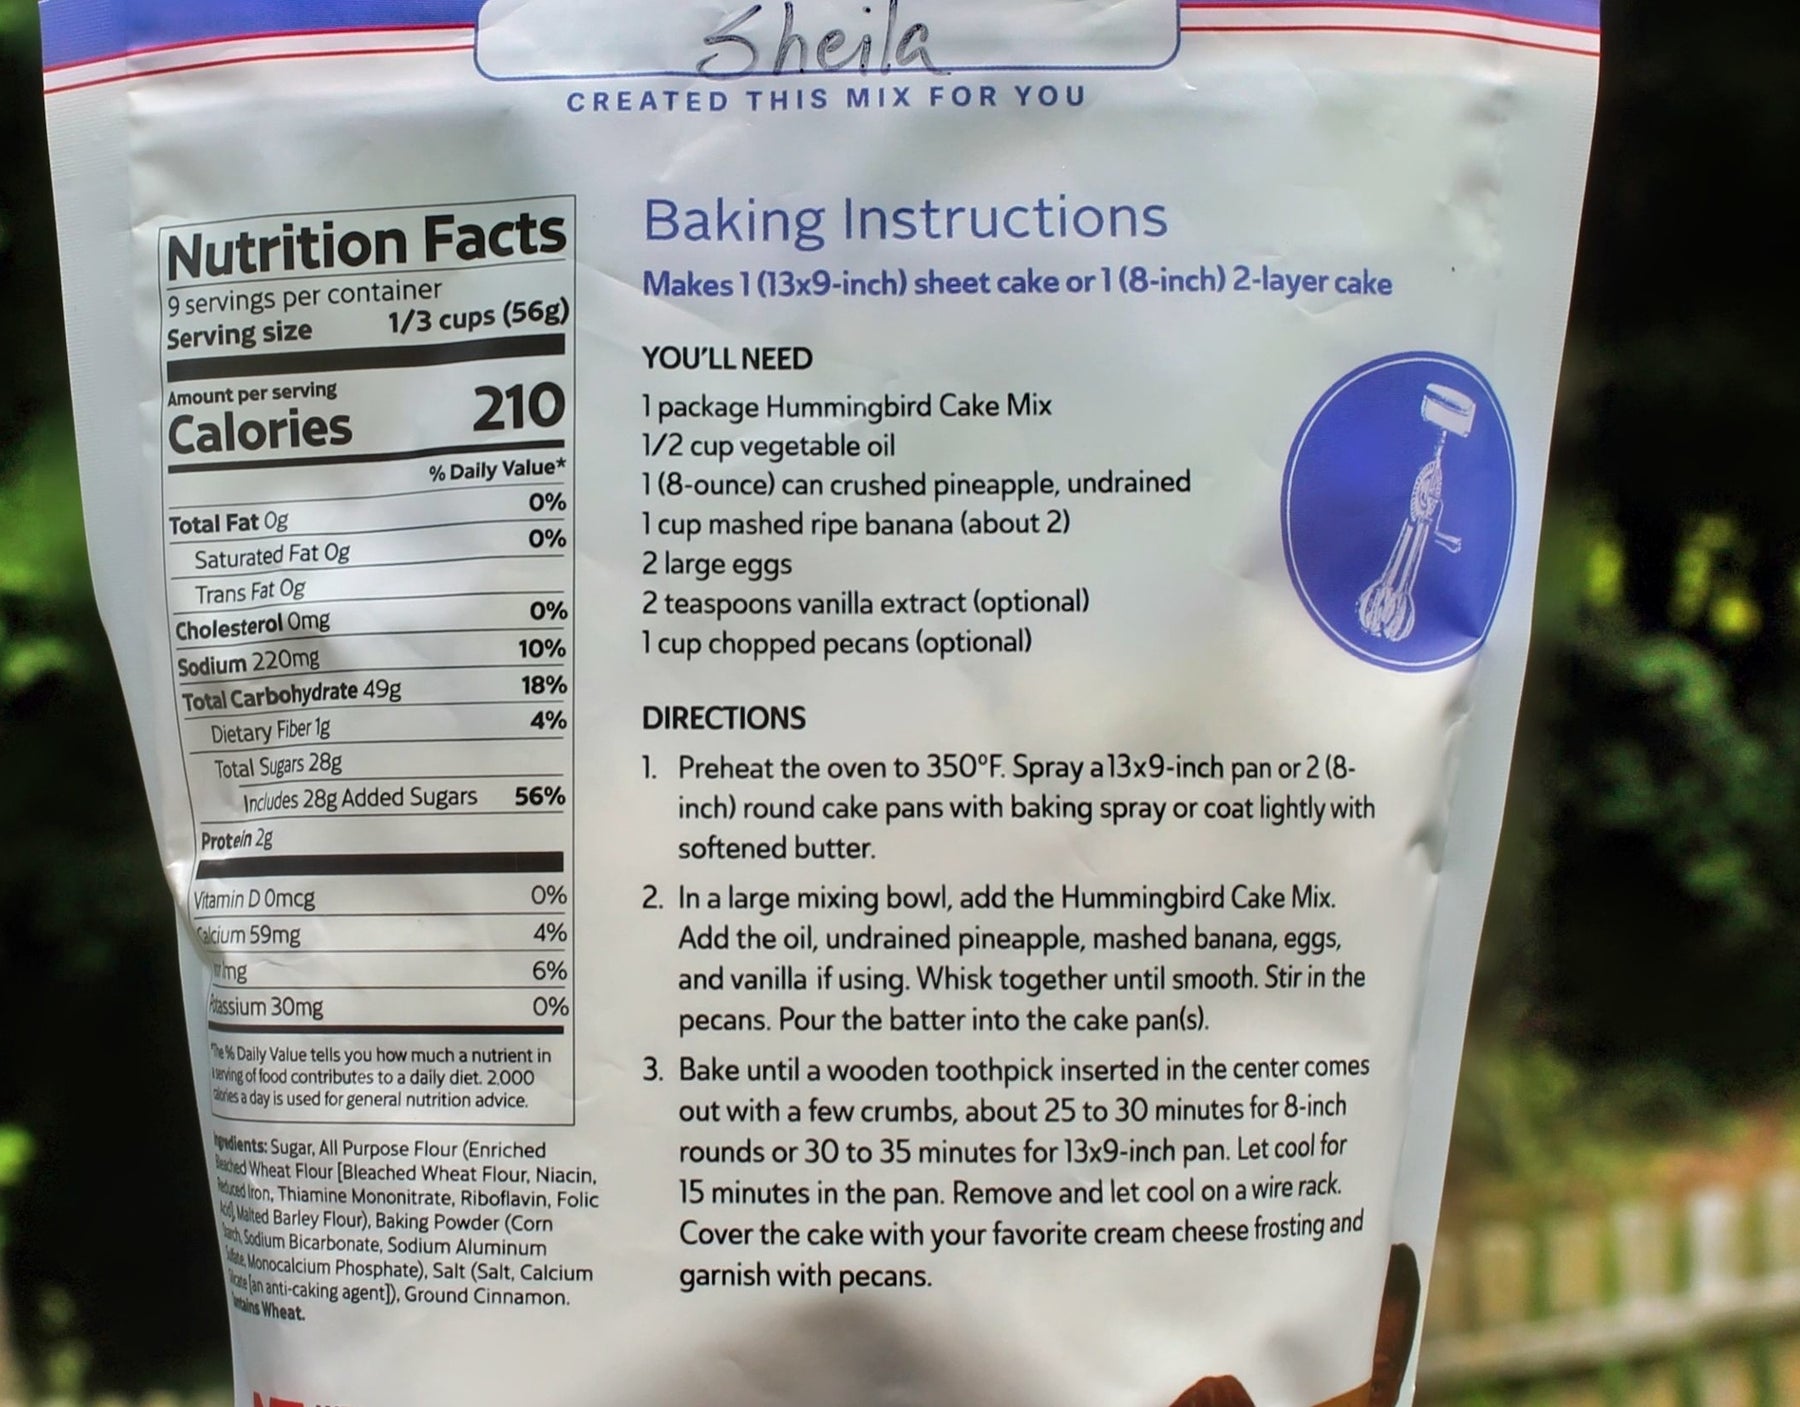 Sheila
CREATED THIS MIX FOR YOU
Nutrition Facts
9 servings per container
Serving size 1/3 cups (56g)
Amount per serving
Calories 210
% Daily Value*
Total Fat 0g 0%
Saturated Fat 0g 0%
Trans Fat 0g
Cholesterol 0mg 0%
Sodium 220mg 10%
Total Carbohydrate 49g 18%
Dietary Fiber 1g 4%
Total Sugars 28g
Includes 28g Added Sugars 56%
Protein 2g
Vitamin D 0mcg 0%
Calcium 59mg 4%
1mg 6%
Potassium 30mg 0%
*The % Daily Value tells you how much a nutrient in
a serving of food contributes to a daily diet. 2,000
calories a day is used for general nutrition advice.
Ingredients: Sugar, All Purpose Flour (Enriched
Bleached Wheat Flour [Bleached Wheat Flour, Niacin,
Reduced Iron, Thiamine Mononitrate, Riboflavin, Folic
Acid], Malted Barley Flour), Baking Powder (Corn
Starch, Sodium Bicarbonate, Sodium Aluminum
Sulfate, Monocalcium Phosphate), Salt (Salt, Calcium
Silicate [an anti-caking agent]), Ground Cinnamon.
Contains Wheat.
Baking Instructions
Makes 1 (13x9-inch) sheet cake or 1 (8-inch) 2-layer cake
YOU'LL NEED
1 package Hummingbird Cake Mix
1/2 cup vegetable oil
1 (8-ounce) can crushed pineapple, undrained
1 cup mashed ripe banana (about 2)
2 large eggs
2 teaspoons vanilla extract (optional)
1 cup chopped pecans (optional)
DIRECTIONS
1. Preheat the oven to 350°F. Spray a 13x9-inch pan or 2 (8-
inch) round cake pans with baking spray or coat lightly with
softened butter.
2. In a large mixing bowl, add the Hummingbird Cake Mix.
Add the oil, undrained pineapple, mashed banana, eggs,
and vanilla if using. Whisk together until smooth. Stir in the
pecans. Pour the batter into the cake pan(s).
3. Bake until a wooden toothpick inserted in the center comes
out with a few crumbs, about 25 to 30 minutes for 8-inch
rounds or 30 to 35 minutes for 13x9-inch pan. Let cool for
15 minutes in the pan. Remove and let cool on a wire rack.
Cover the cake with your favorite cream cheese frosting and
garnish with pecans.